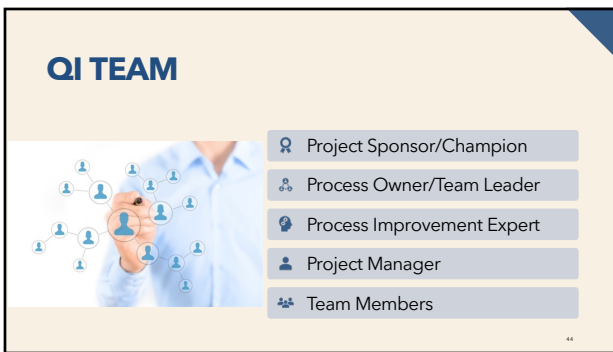 QI TEAM
Project Sponsor/Champion
Process Owner/Team Leader
Process Improvement Expert
Project Manager
Team Members
44